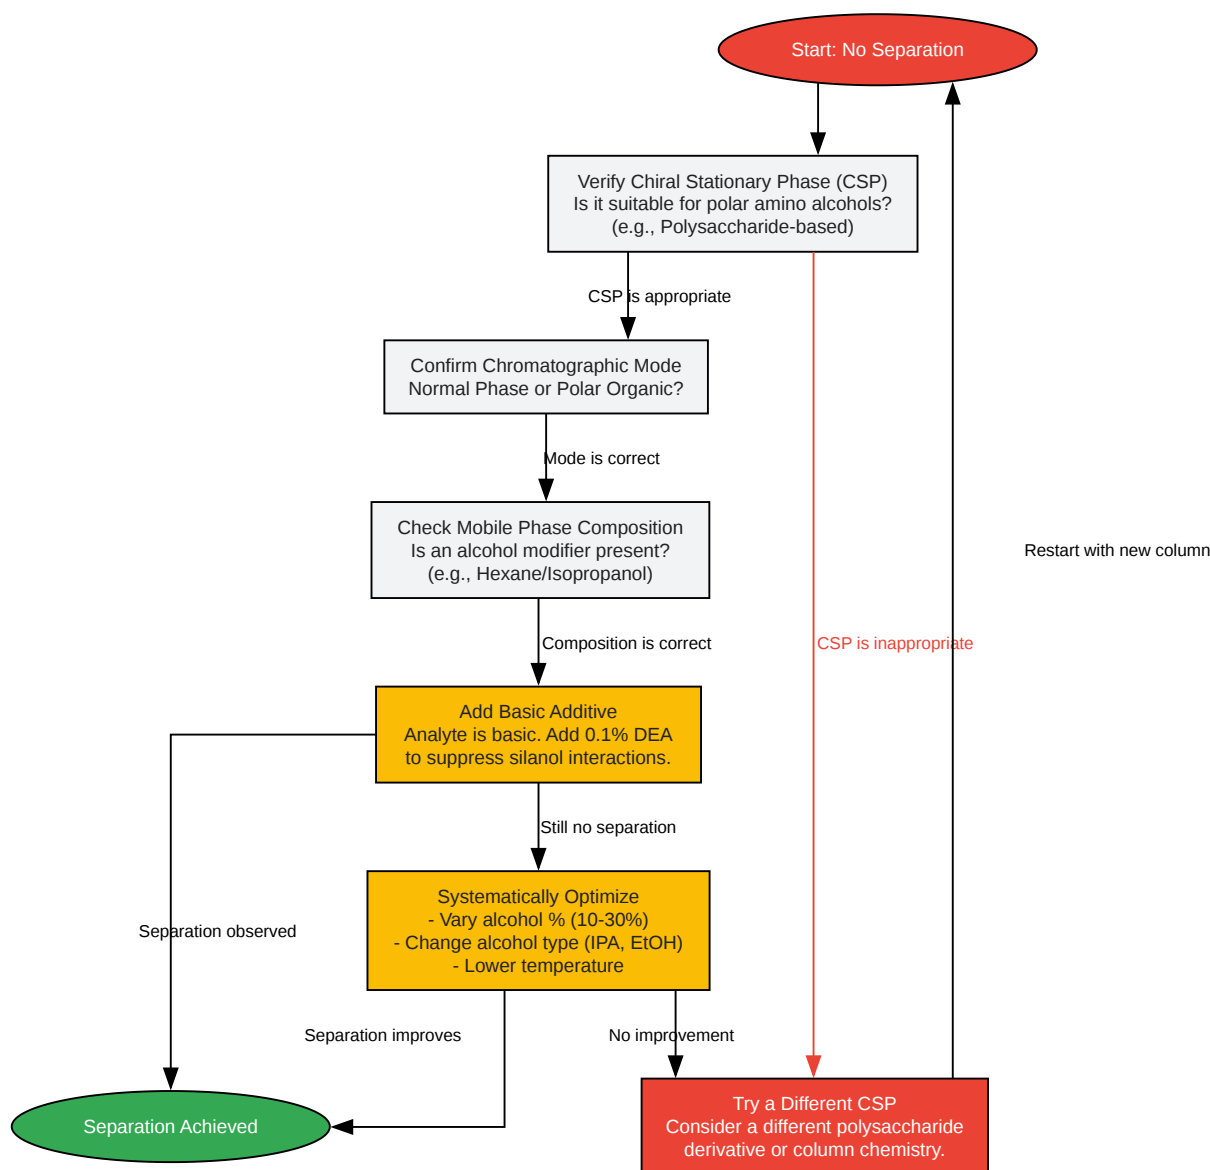 Start: No Separation
Verify Chiral Stationary Phase (CSP)
Is it suitable for polar amino alcohols?
(e.g., Polysaccharide-based)
CSP is appropriate
Confirm Chromatographic Mode
Normal Phase or Polar Organic?
Mode is correct
Check Mobile Phase Composition
Is an alcohol modifier present?
(e.g., Hexane/Isopropanol)
Restart with new column
Composition is correct
CSP is inappropriate
Add Basic Additive
Analyte is basic. Add 0.1% DEA
to suppress silanol interactions.
Still no separation
Systematically Optimize
- Vary alcohol % (10-30%)
- Change alcohol type (IPA, EtOH)
- Lower temperature
Separation observed
Separation improves
No improvement
Separation Achieved
Try a Different CSP
Consider a different polysaccharide
derivative or column chemistry.